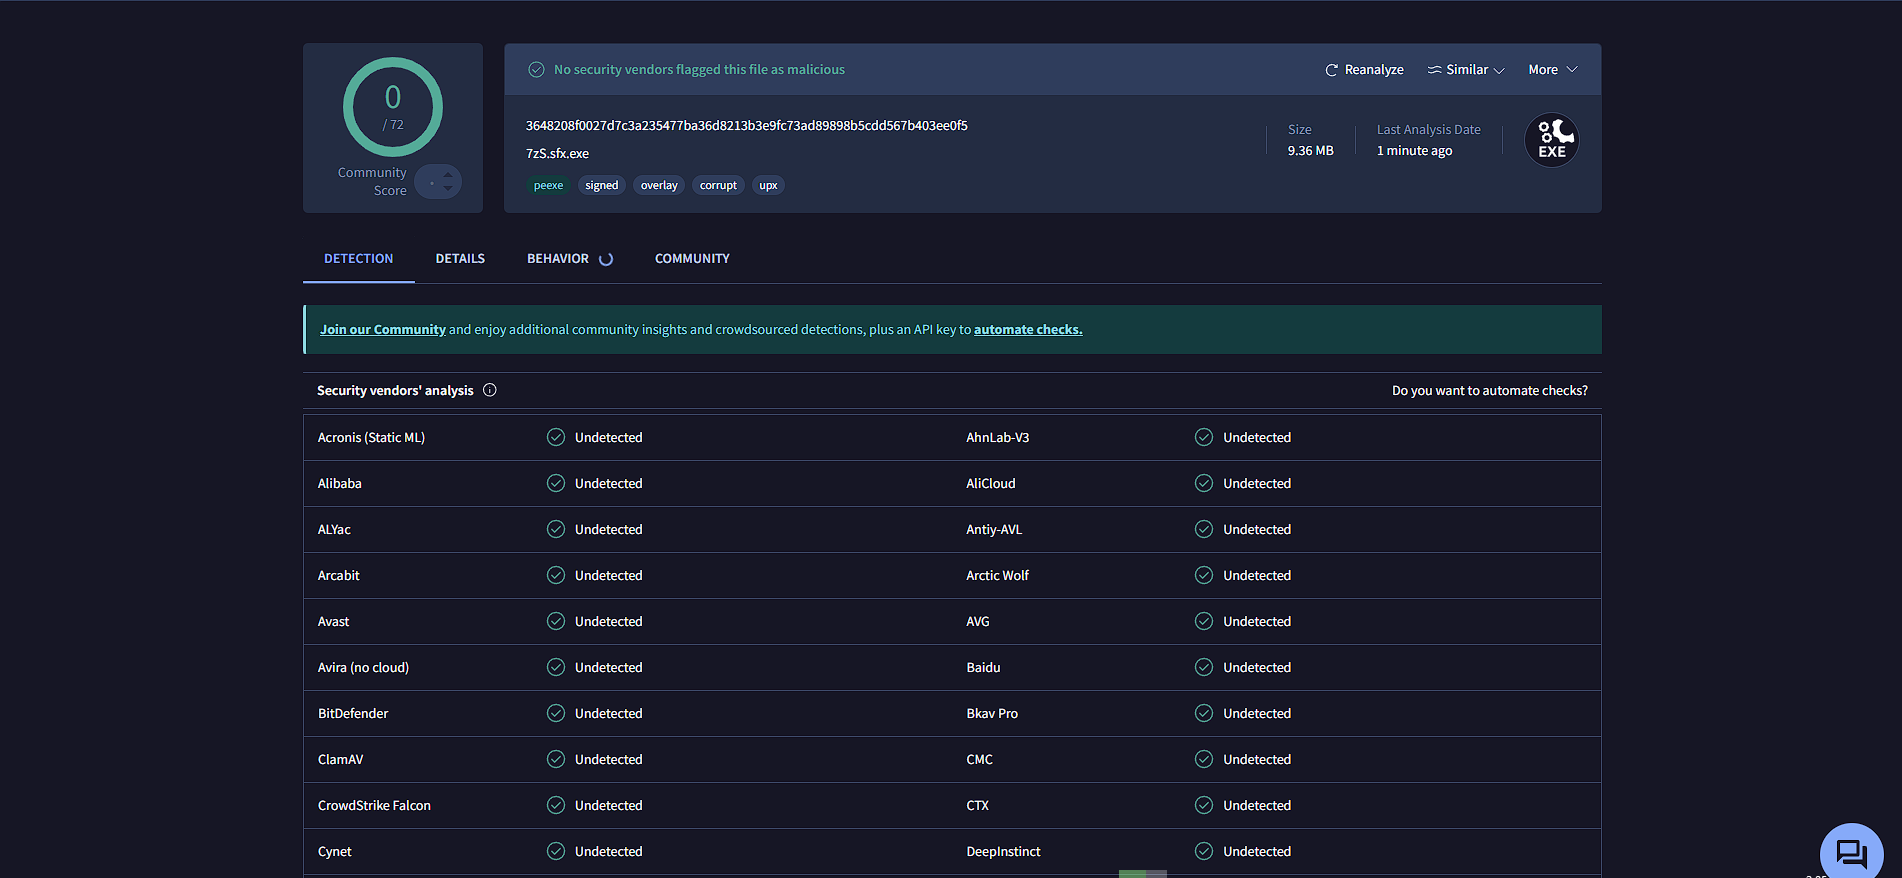 0
/ 72
Community
Score
No security vendors flagged this file as malicious
Reanalyze
Similar
More
3648208f0027d7c3a235477ba36d8213b3e9fc73ad89898b5cdd567b403ee0f5
7zS.sfx.exe
peexe signed overlay corrupt upx
Size
9.36 MB
Last Analysis Date
1 minute ago
EXE
DETECTION DETAILS BEHAVIOR COMMUNITY
Join our Community and enjoy additional community insights and crowdsourced detections, plus an API key to automate checks.
Security vendors' analysis Do you want to automate checks?
Acronis (Static ML) Undetected AhnLab-V3 Undetected
Alibaba Undetected AliCloud Undetected
ALYac Undetected Antiy-AVL Undetected
Arcabit Undetected Arctic Wolf Undetected
Avast Undetected AVG Undetected
Avira (no cloud) Undetected Baidu Undetected
BitDefender Undetected Bkav Pro Undetected
ClamAV Undetected CMC Undetected
CrowdStrike Falcon Undetected CTX Undetected
Cynet Undetected DeepInstinct Undetected